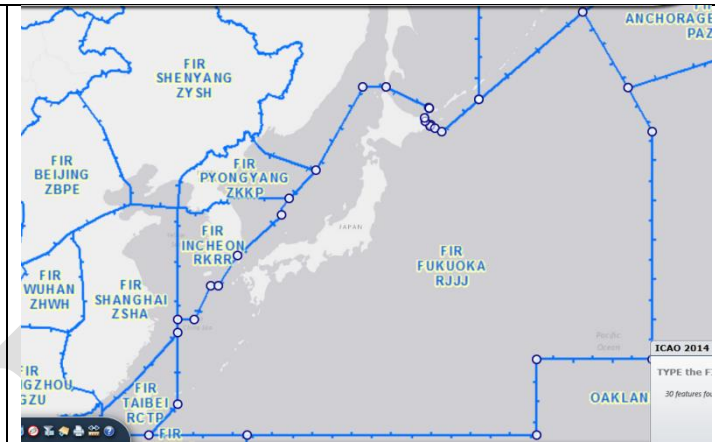 FIR
ANCHORAGE
PAZ
FIR
SHENYANG
ZYSH
FIR
BEIJING
ZBPE
FIR
PYONGYANG
ZKKP
JAPAN
FIR
INCHEON
RKRR
FIR
FUKUOKA
RJJJ
FIR
WUHAN
ZHWH
FIR
SHANGHAI
ZSHA
Pacific
Ocean
ICAO 2014
TYPE the F
30 features fou
FIR
GZHOU
GZU
FIR
TAIBEI
RCTP
OAKLAN
FIR